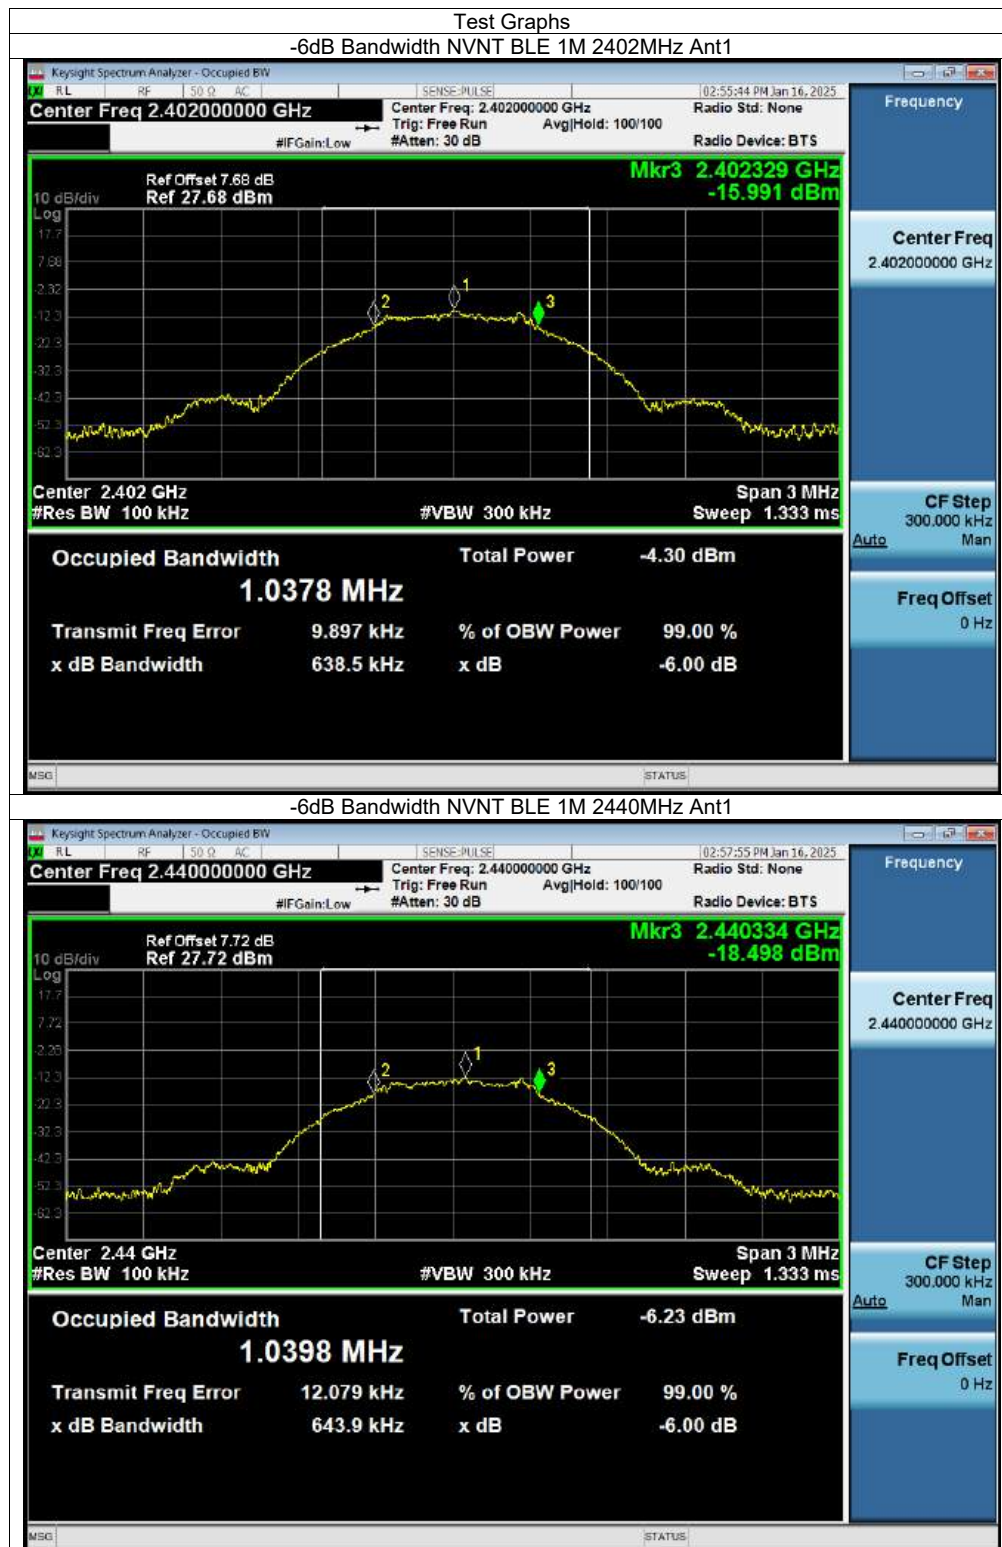 Test Graphs
-6dB Bandwidth NVNT BLE 1M 2402MHz Ant1
Keysight Spectrum Analyzer - Occupied BW
RL RF 50 Ω AC SENSE:PULSE 02:55:44 PM Jan 16, 2025
Center Freq 2.402000000 GHz Center Freq: 2.402000000 GHz Radio Std: None Frequency
Trig: Free Run Avg|Hold: 100/100
#IFGain:Low #Atten: 30 dB Radio Device: BTS
Mkr3 2.402329 GHz
-15.991 dBm
Ref Offset 7.68 dB
10 dB/div Ref 27.68 dBm
Log
17.7
7.68
-2.32
-12.3
-22.3
-32.3
-42.3
-52.3
-62.3
2
1
3
Center Freq
2.402000000 GHz
Center 2.402 GHz Span 3 MHz
#Res BW 100 kHz #VBW 300 kHz Sweep 1.333 ms
CF Step
300.000 kHz
Auto Man
Occupied Bandwidth Total Power -4.30 dBm
1.0378 MHz
Freq Offset
0 Hz
Transmit Freq Error 9.897 kHz % of OBW Power 99.00 %
x dB Bandwidth 638.5 kHz x dB -6.00 dB
MSG STATUS
-6dB Bandwidth NVNT BLE 1M 2440MHz Ant1
Keysight Spectrum Analyzer - Occupied BW
RL RF 50 Ω AC SENSE:PULSE 02:57:55 PM Jan 16, 2025
Center Freq 2.440000000 GHz Center Freq: 2.440000000 GHz Radio Std: None Frequency
Trig: Free Run Avg|Hold: 100/100
#IFGain:Low #Atten: 30 dB Radio Device: BTS
Mkr3 2.440334 GHz
-18.498 dBm
Ref Offset 7.72 dB
10 dB/div Ref 27.72 dBm
Log
17.7
7.72
-2.28
-12.3
-22.3
-32.3
-42.3
-52.3
-62.3
2
1
3
Center Freq
2.440000000 GHz
Center 2.44 GHz Span 3 MHz
#Res BW 100 kHz #VBW 300 kHz Sweep 1.333 ms
CF Step
300.000 kHz
Auto Man
Occupied Bandwidth Total Power -6.23 dBm
1.0398 MHz
Freq Offset
0 Hz
Transmit Freq Error 12.079 kHz % of OBW Power 99.00 %
x dB Bandwidth 643.9 kHz x dB -6.00 dB
MSG STATUS